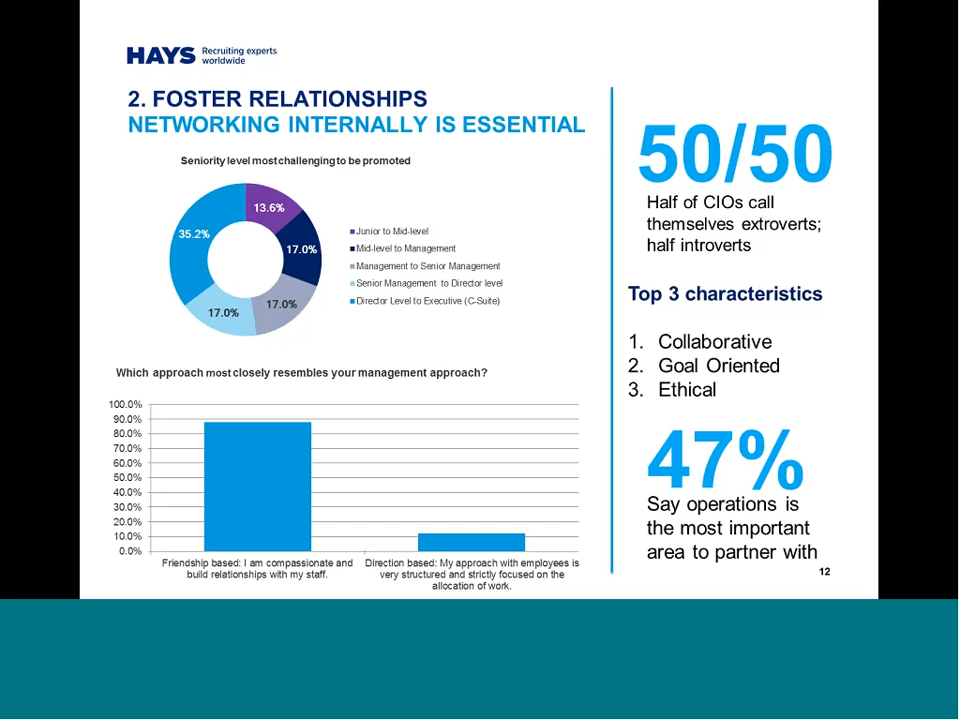 HAYS Recruiting experts
worldwide
2. FOSTER RELATIONSHIPS
NETWORKING INTERNALLY IS ESSENTIAL
Seniority level most challenging to be promoted
13.6%
35.2%
17.0%
17.0%
17.0%
Junior to Mid-level
Mid-level to Management
Management to Senior Management
Senior Management to Director level
Director Level to Executive (C-Suite)
Which approach most closely resembles your management approach?
100.0%
90.0%
80.0%
70.0%
60.0%
50.0%
40.0%
30.0%
20.0%
10.0%
0.0%
Friendship based: I am compassionate and
build relationships with my staff.
Direction based: My approach with employees is
very structured and strictly focused on the
allocation of work.
50/50
Half of CIOs call
themselves extroverts;
half introverts
Top 3 characteristics
1. Collaborative
2. Goal Oriented
3. Ethical
47%
Say operations is
the most important
area to partner with
12